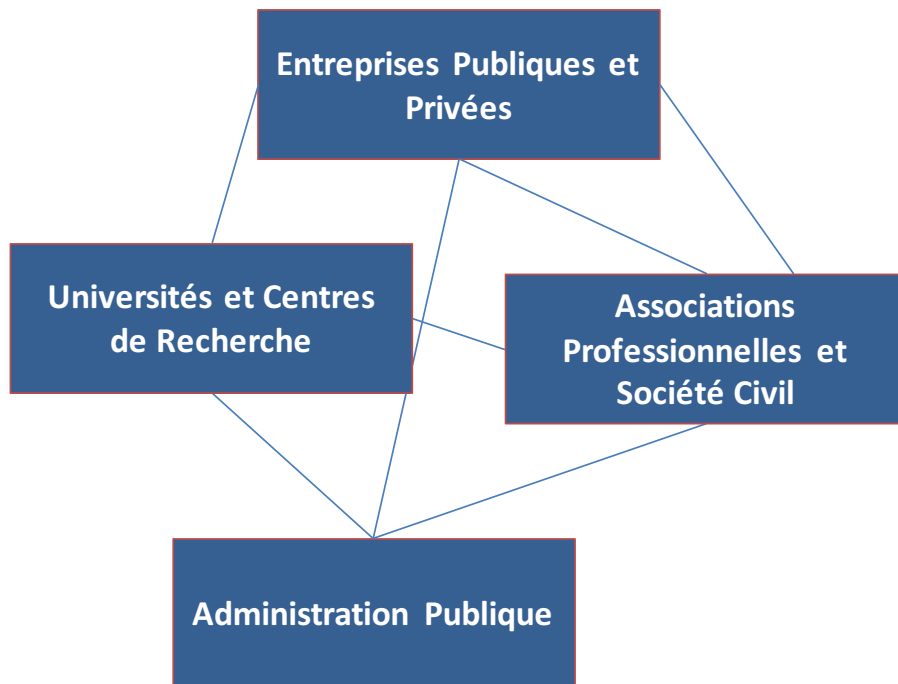 Entreprises Publiques et
Privées
Universités et Centres
de Recherche
Associations
Professionnelles et
Société Civil
Administration Publique